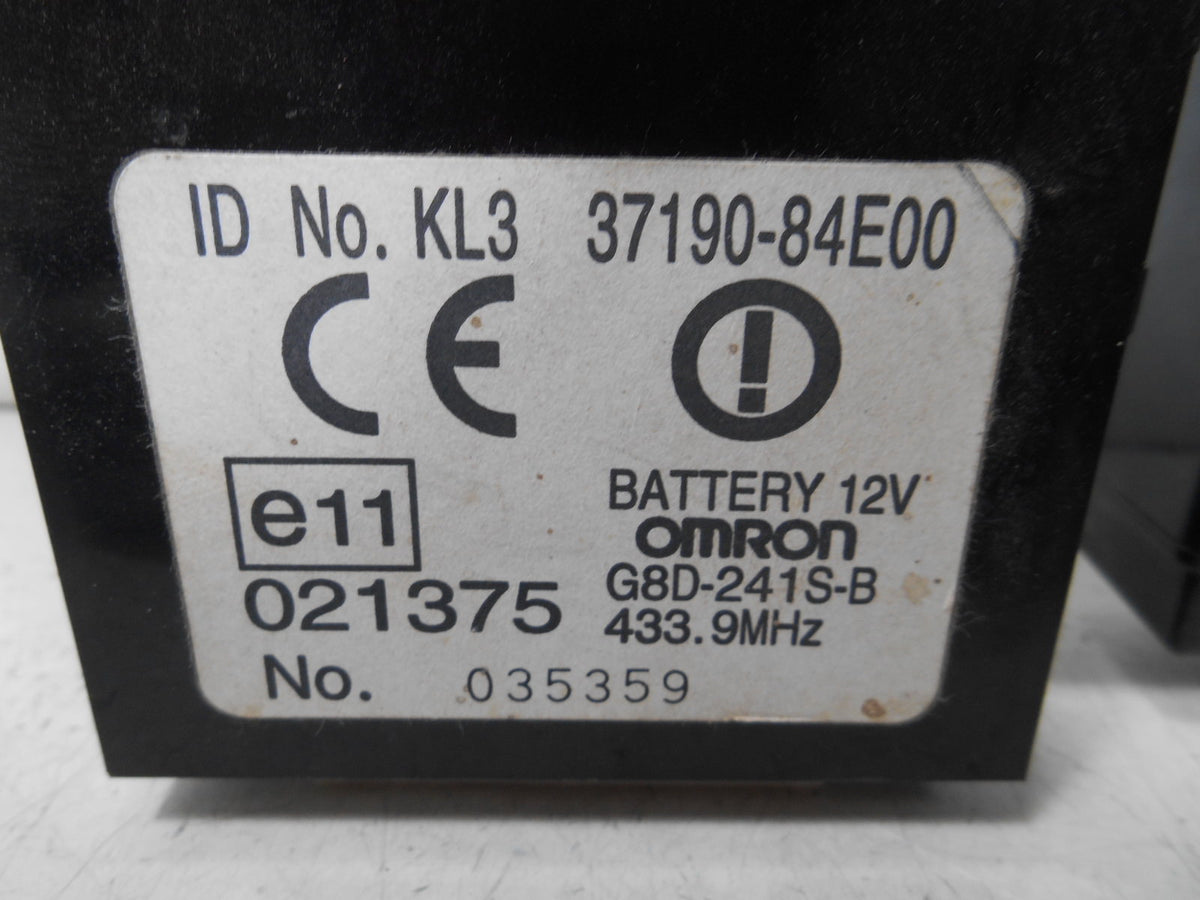 ID No. KL3 37190-84E00
CE
e11
021375
No. 035359
BATTERY 12V
OMRON
G8D-241S-B
433.9MHz